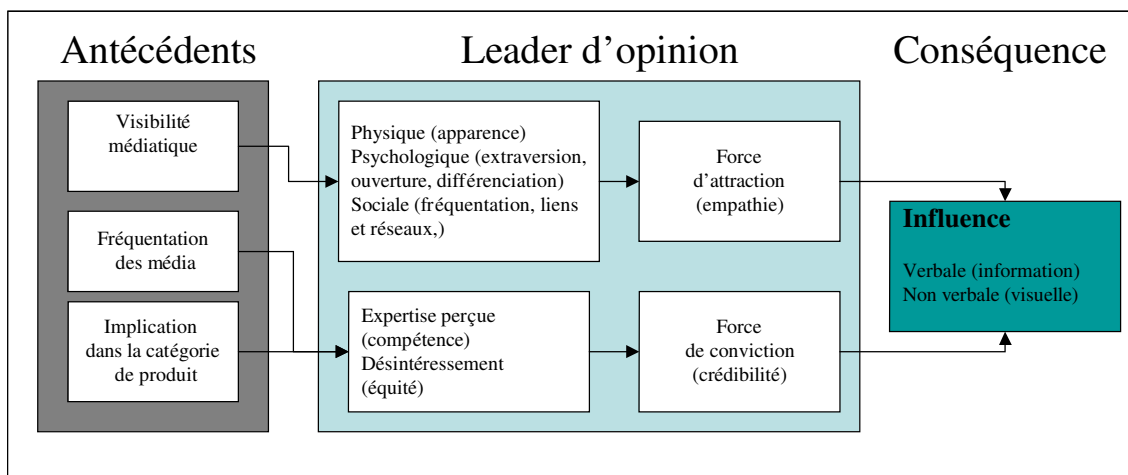 Antécédents
Leader d’opinion
Conséquence
Visibilité
médiatique
Fréquentation
des média
Implication
dans la catégorie
de produit
Physique (apparence)
Psychologique (extraversion,
ouverture, différenciation)
Sociale (fréquentation, liens
et réseaux,)
Expertise perçue
(compétence)
Désintéressement
(équité)
Force
d’attraction
(empathie)
Force
de conviction
(crédibilité)
Influence
Verbale (information)
Non verbale (visuelle)